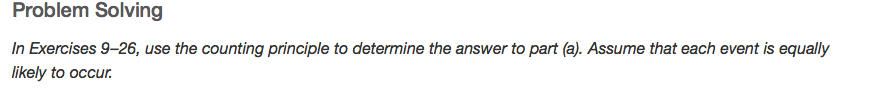 Problem Solving
In Exercises 9–26, use the counting principle to determine the answer to part (a). Assume that each event is equally
likely to occur.